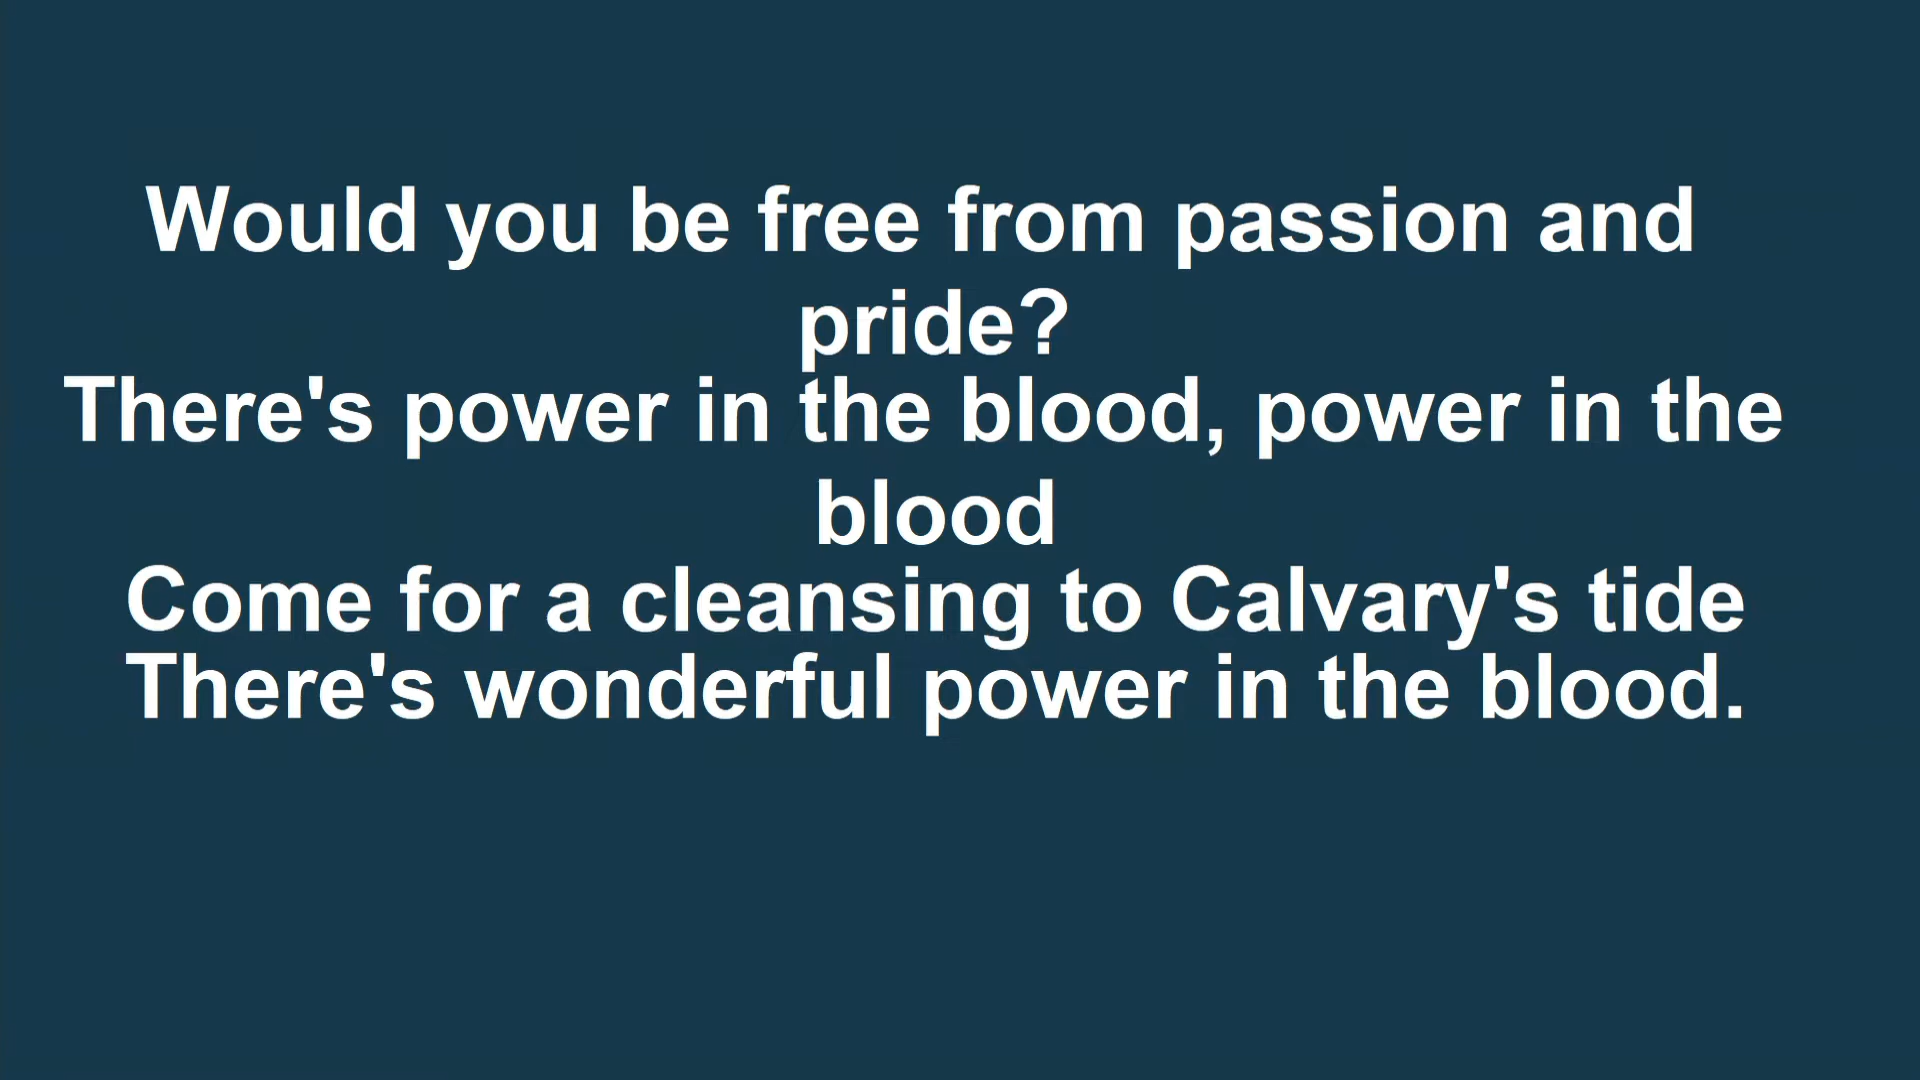 Would you be free from passion and
pride?
There's power in the blood, power in the
blood
Come for a cleansing to Calvary's tide
There's wonderful power in the blood.